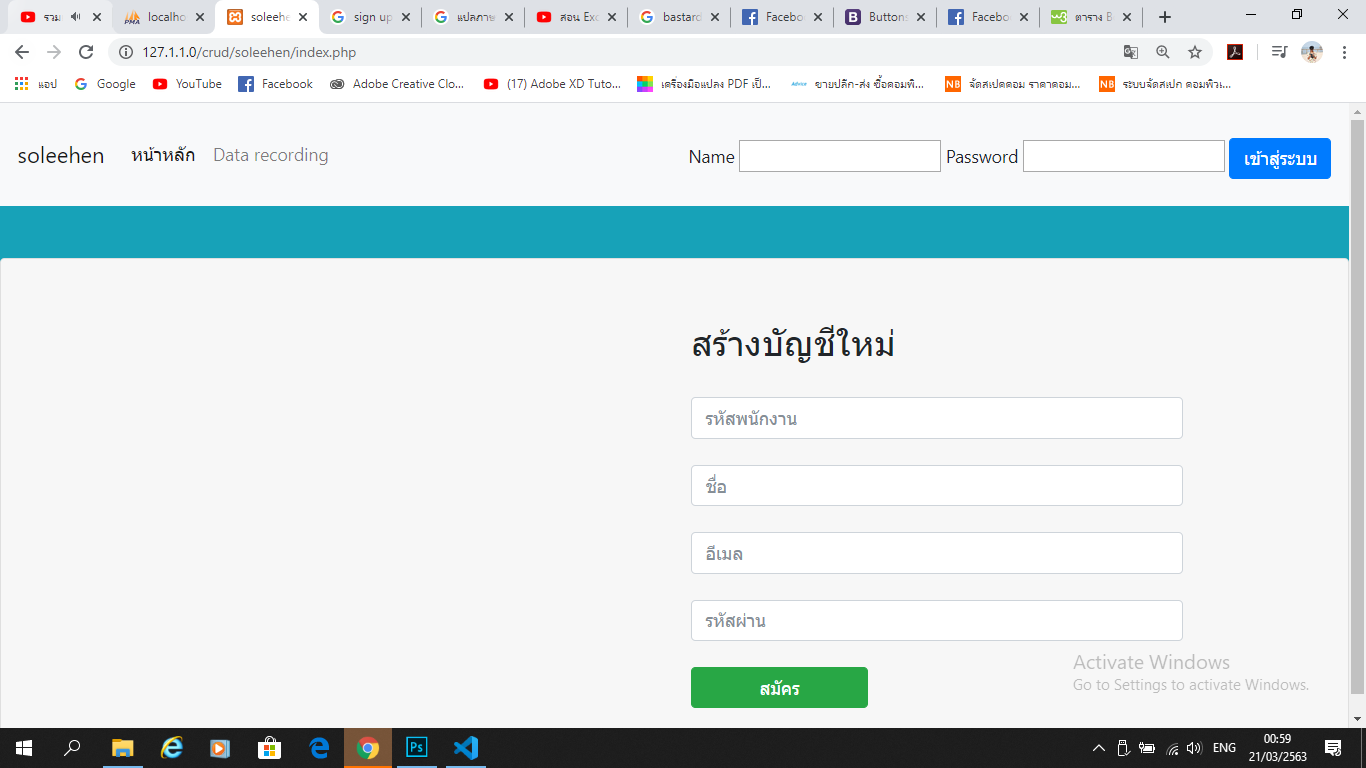 รวม
localho
soleehe
sign up
แปลภาษ
สอน Exc
bastard
Faceboo
Button
Faceboo
ตาราง B
127.1.1.0/crud/soleehen/index.php
แอป
Google
YouTube
Facebook
Adobe Creative Clo...
(17) Adobe XD Tuto...
เครื่องมือแปลง PDF เป็...
Advice
ขายปลีก-ส่ง ซื้อคอมพิ...
NB
จัดสเปคคอม ราคาคอม...
NB
ระบบจัดสเปก คอมพิวเ...
soleehen
หน้าหลัก
Data recording
Name
Password
เข้าสู่ระบบ
สร้างบัญชีใหม่
รหัสพนักงาน
ชื่อ
อีเมล
รหัสผ่าน
สมัคร
Activate Windows
Go to Settings to activate Windows.
Ps
ENG
00:59
21/03/2563